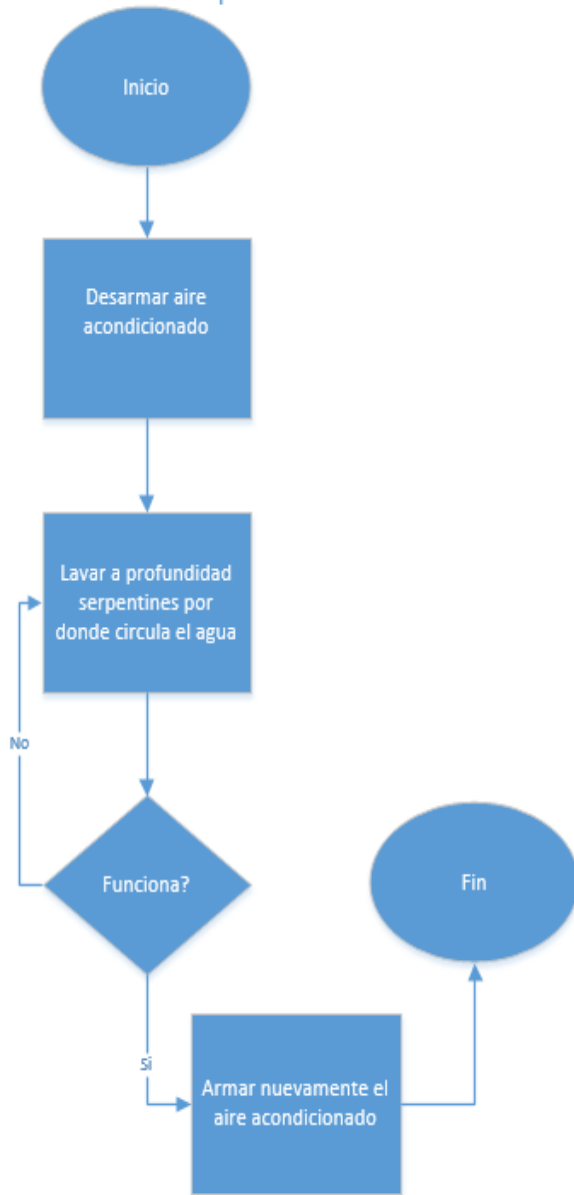 Inicio
Desarmar aire
acondicionado
Lavar a profundidad
serpentines por
donde circula el agua
No
Funciona?
Fin
Si
Armar nuevamente el
aire acondicionado